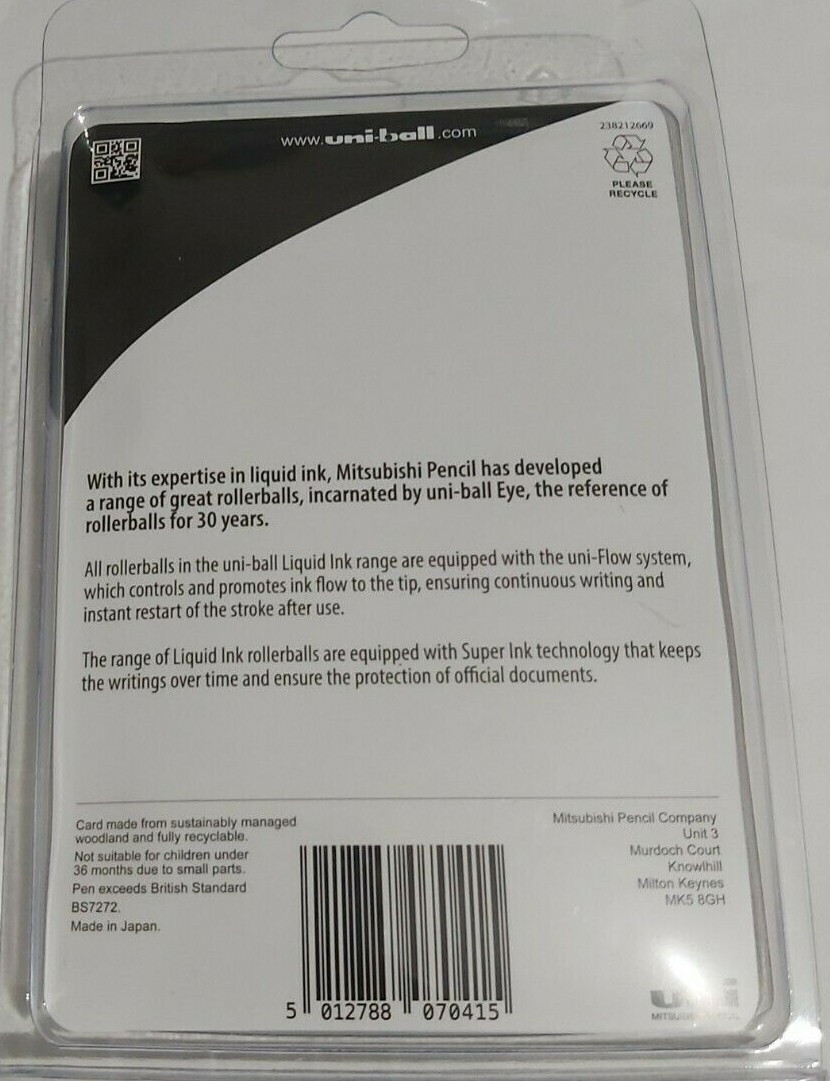 www.uni-ball.com
238212669
PLEASE
RECYCLE
With its expertise in liquid ink, Mitsubishi Pencil has developed
a range of great rollerballs, incarnated by uni-ball Eye, the reference of
rollerballs for 30 years.
All rollerballs in the uni-ball Liquid Ink range are equipped with the uni-Flow system,
which controls and promotes ink flow to the tip, ensuring continuous writing and
instant restart of the stroke after use.
The range of Liquid Ink rollerballs are equipped with Super Ink technology that keeps
the writings over time and ensure the protection of official documents.
Card made from sustainably managed
woodland and fully recyclable.
Not suitable for children under
36 months due to small parts.
Pen exceeds British Standard
BS7272.
Made in Japan.
Mitsubishi Pencil Company
Unit 3
Murdoch Court
Knowlhill
Milton Keynes
MK5 8GH
5 012788 070415